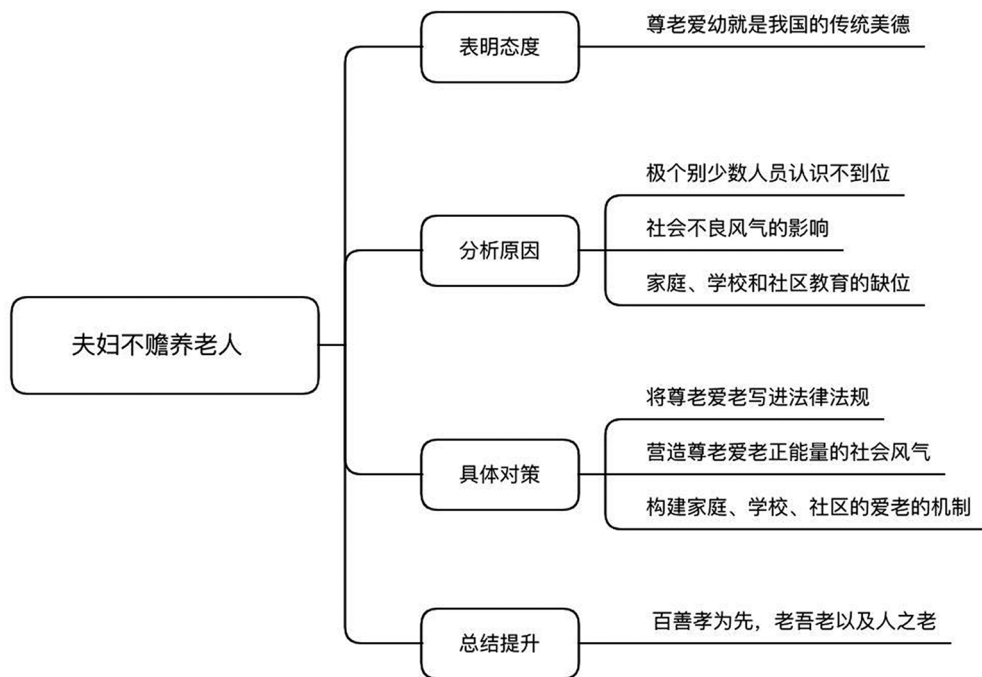 夫妇不赡养老人
表明态度
尊老爱幼就是我国的传统美德
分析原因
极个别少数人员认识不到位
社会不良风气的影响
家庭、学校和社区教育的缺位
具体对策
将尊老爱老写进法律法规
营造尊老爱老正能量的社会风气
构建家庭、学校、社区的爱老的机制
总结提升
百善孝为先，老吾老以及人之老